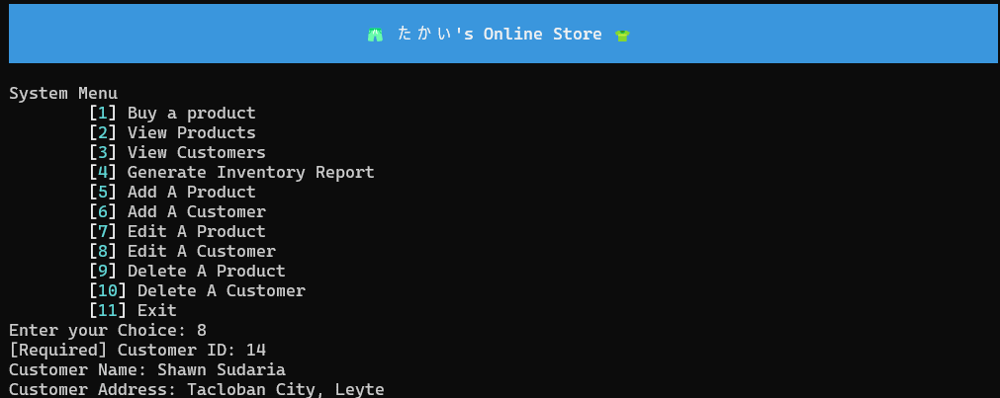 🩳 たかい's Online Store 👕
System Menu
[1] Buy a product
[2] View Products
[3] View Customers
[4] Generate Inventory Report
[5] Add A Product
[6] Add A Customer
[7] Edit A Product
[8] Edit A Customer
[9] Delete A Product
[10] Delete A Customer
[11] Exit
Enter your Choice: 8
[Required] Customer ID: 14
Customer Name: Shawn Sudaria
Customer Address: Tacloban City, Leyte